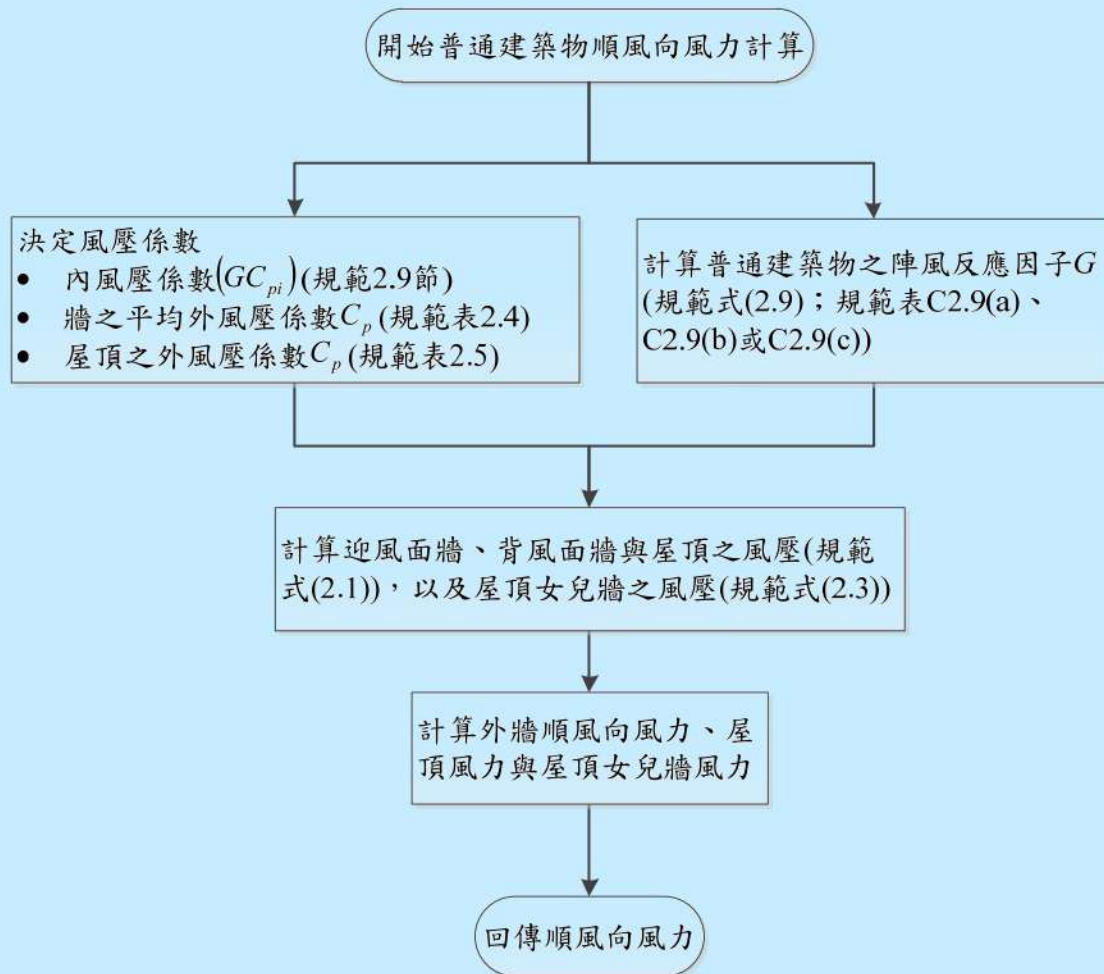 開始普通建築物順風向風力計算
決定風壓係數
• 內風壓係數(GC_{pi})(規範2.9節)
• 牆之平均外風壓係數C_p(規範表2.4)
• 屋頂之外風壓係數C_p(規範表2.5)
計算普通建築物之陣風反應因子G
(規範式(2.9)；規範表C2.9(a)、
C2.9(b)或C2.9(c))
計算迎風面牆、背風面牆與屋頂之風壓(規範
式(2.1))，以及屋頂女兒牆之風壓(規範式(2.3))
計算外牆順風向風力、屋
頂風力與屋頂女兒牆風力
回傳順風向風力